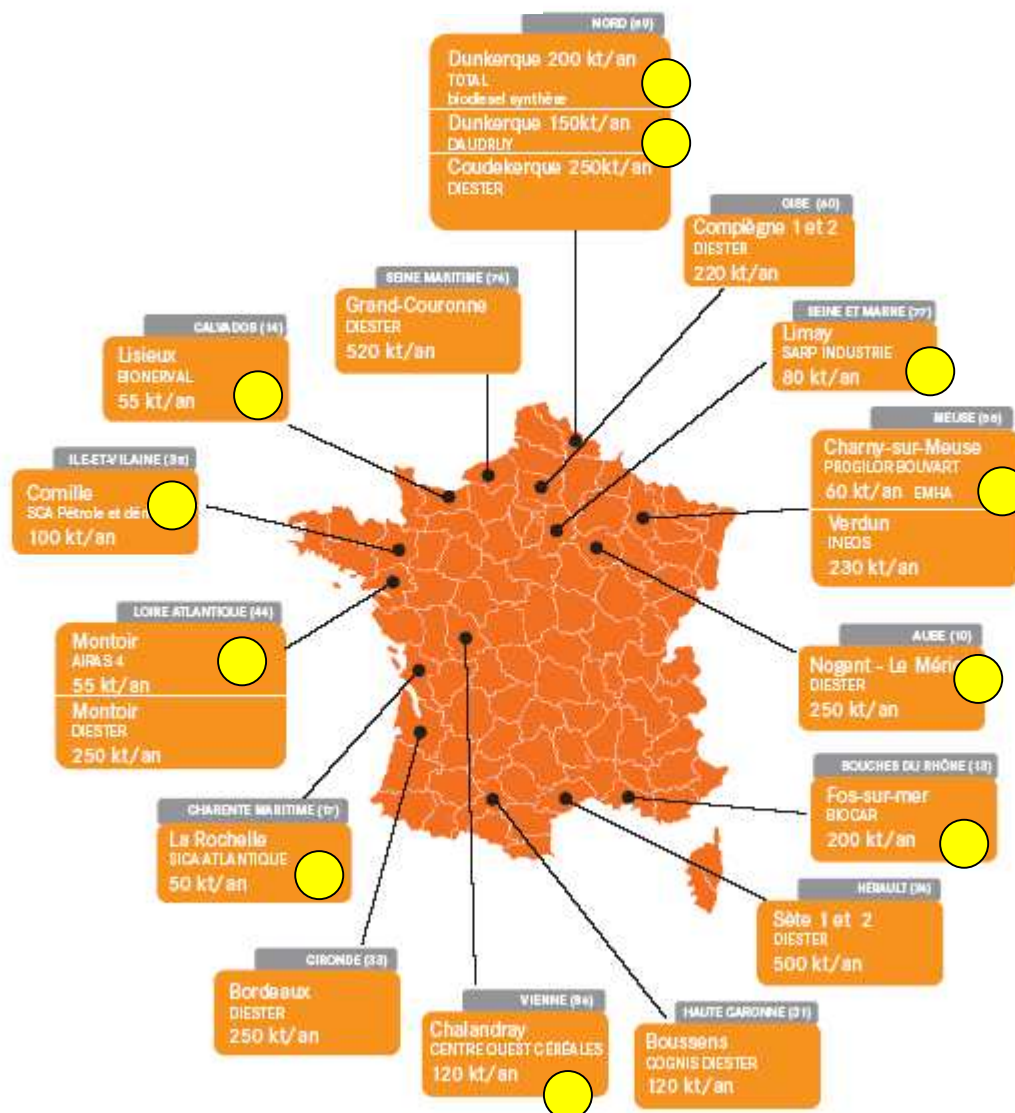 NORD (59)
Dunkerque 200 kt/an
TOTAL
biodiesel synthèse
Dunkerque 150kt/an
DAUDRUY
Coudekerque 250kt/an
DIESTER
OISE (60)
Compiègne 1 et 2
DIESTER
220 kt/an
SEINE MARITIME (76)
Grand-Couronne
DIESTER
520 kt/an
SEINE ET MARNE (77)
Limay
SARP INDUSTRIE
80 kt/an
CALVADOS (14)
Lisieux
BIONERVAL
55 kt/an
MEUSE (55)
Charny-sur-Meuse
PROGILOR BOUVART
60 kt/an EMHA
Verdun
INEOS
230 kt/an
ILE-ET-VILAINE (35)
Cornille
SCA Pétrole et
100 kt/an
LOIRE ATLANTIQUE (44)
Montoir
AIRAS 4
55 kt/an
Montoir
DIESTER
250 kt/an
AUBE (10)
Nogent - Le
DIESTER
250 kt/an
BOUCHES DU RHÔNE (13)
Fos-sur-mer
BIOCAR
200 kt/an
CHARENTE MARITIME (17)
La Rochelle
SICA ATLANTIQUE
50 kt/an
HÉRAULT (34)
Sète 1 et 2
DIESTER
500 kt/an
GIRONDE (33)
Bordeaux
DIESTER
250 kt/an
VIENNE (86)
Chalandray
CENTRE OUEST CÉRÉALES
120 kt/an
HAUTE GARONNE (31)
Boussens
COGNIS DIESTER
120 kt/an